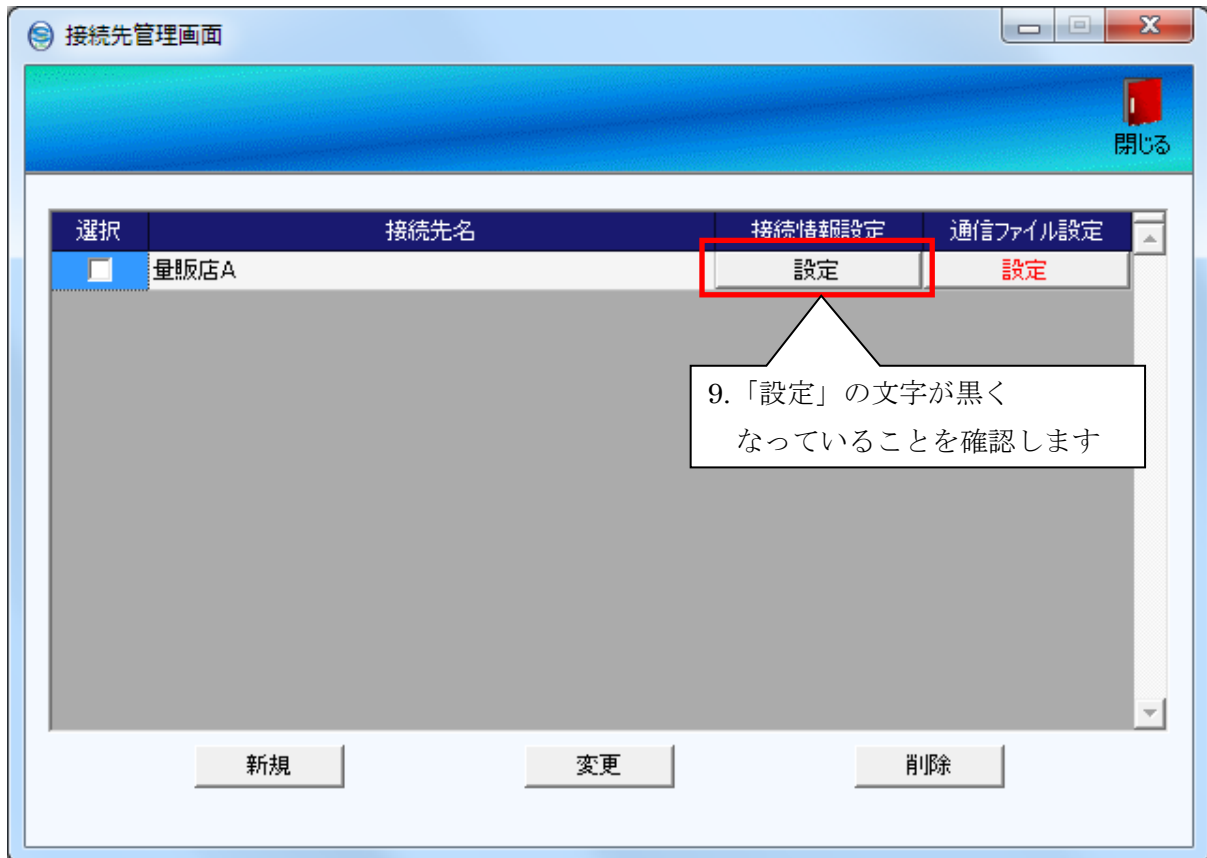 接続先管理画面
閉じる
選択 接続先名 接続情報設定 通信ファイル設定
量販店A 設定 設定
9.「設定」の文字が黒く
なっていることを確認します
新規 変更 削除